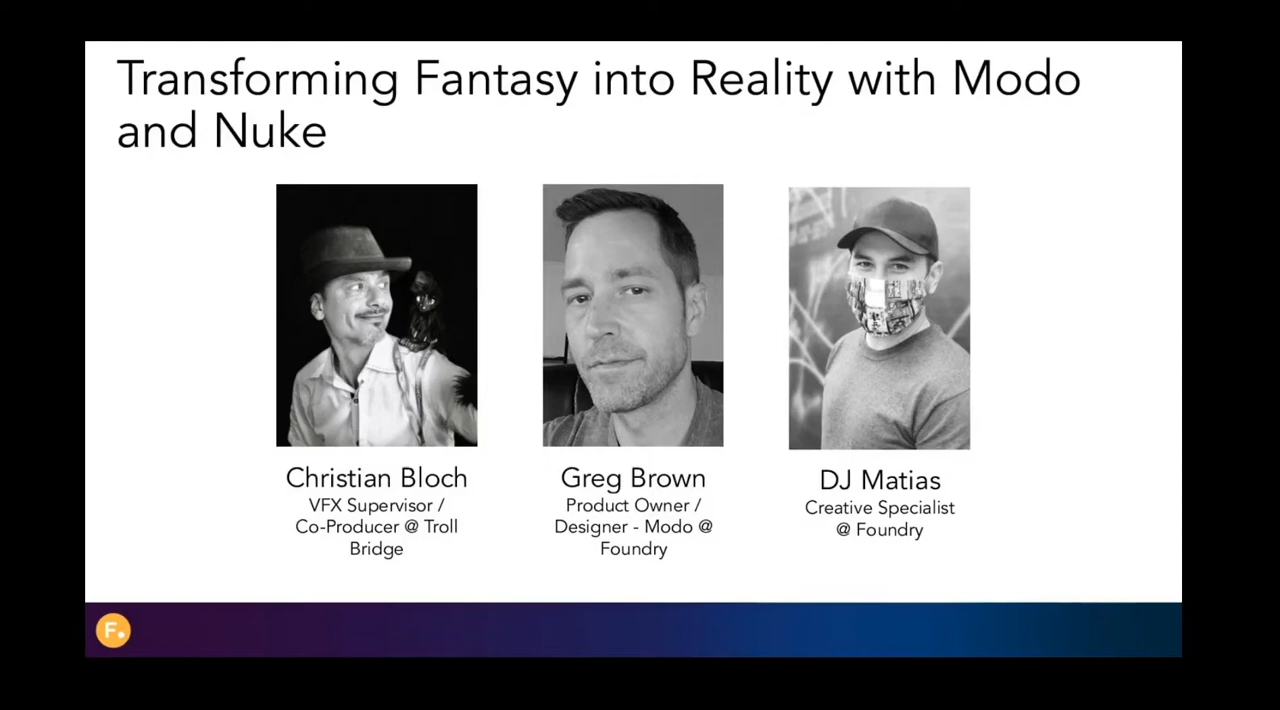 Transforming Fantasy into Reality with Modo
and Nuke
Christian Bloch
VFX Supervisor /
Co-Producer @ Troll
Bridge
Greg Brown
Product Owner /
Designer - Modo @
Foundry
DJ Matias
Creative Specialist
@ Foundry
F.